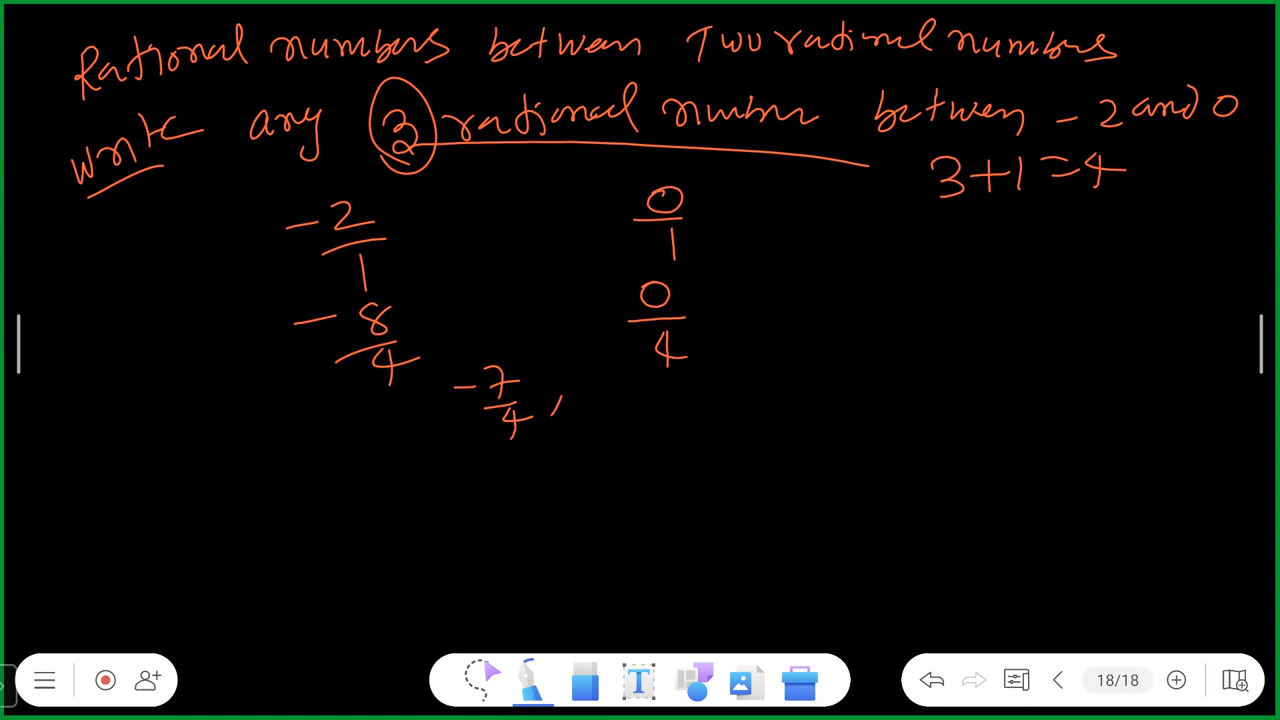 Rational numbers between Two rational numbers
write any 3 rational number between - 2 and 0
3+1=4
-2/1 0/1
-8/4 0/4
-7/4 ,
T
18/18